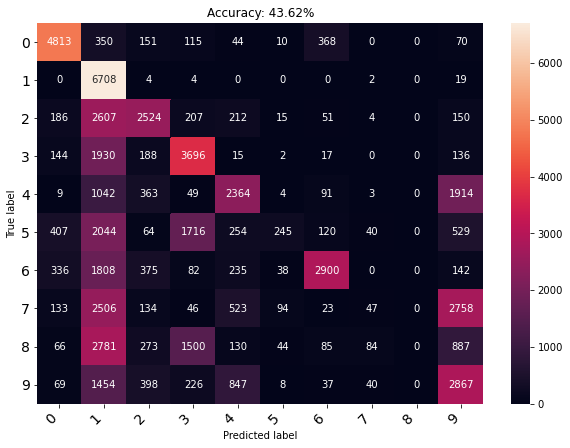 Accuracy: 43.62%
0 4813 350 151 115 44 10 368 0 0 70
1 0 6708 4 4 0 0 0 2 0 19
2 186 2607 2524 207 212 15 51 4 0 150
3 144 1930 188 3696 15 2 17 0 0 136
4 9 1042 363 49 2364 4 91 3 0 1914
5 407 2044 64 1716 254 245 120 40 0 529
6 336 1808 375 82 235 38 2900 0 0 142
7 133 2506 134 46 523 94 23 47 0 2758
8 66 2781 273 1500 130 44 85 84 0 887
9 69 1454 398 226 847 8 37 40 0 2867
0 1 2 3 4 5 6 7 8 9
True label
Predicted label
6000
5000
4000
3000
2000
1000
0